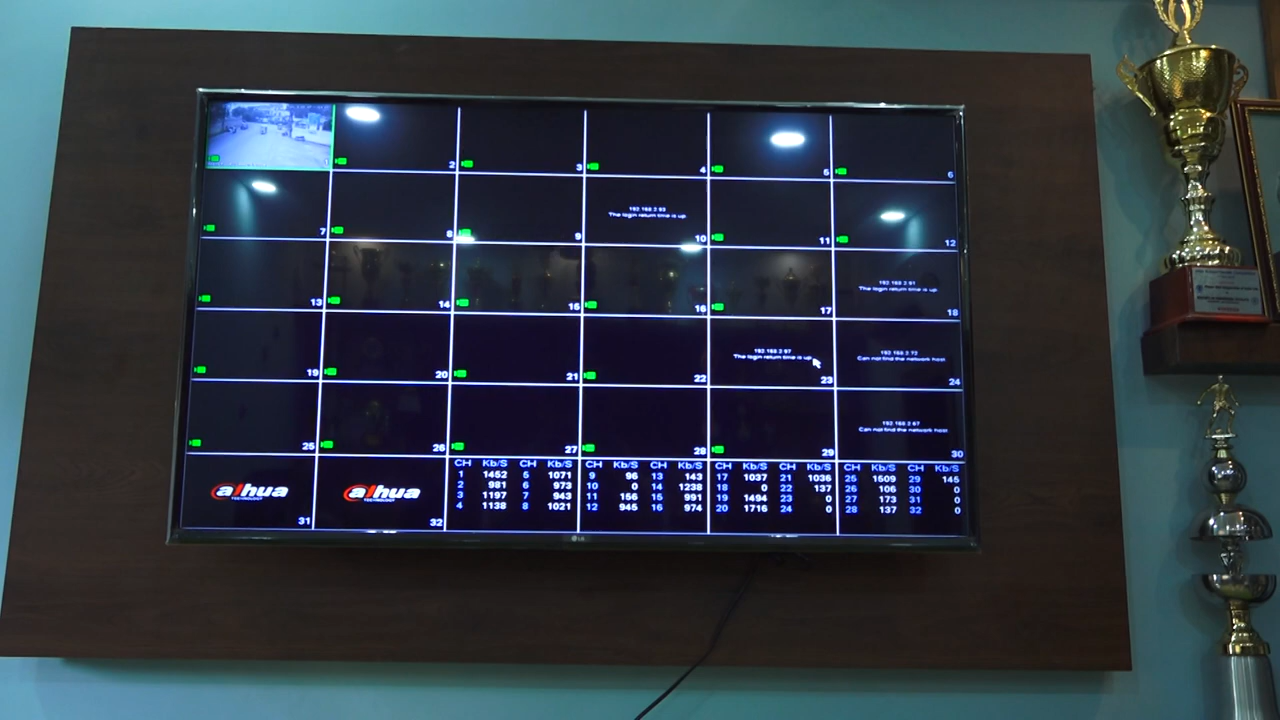 1
2
3
4
5
6
7
8
9
192.168.2.93
The login return time is up
10
11
12
13
14
15
16
17
192.168.2.91
The login return time is up
18
19
20
21
22
192.168.2.97
The login return time is up
23
192.168.2.72
Can not find the network host
24
25
26
27
28
29
192.168.2.67
Can not find the network host
30
alhua
TECHNOLOGY
31
alhua
TECHNOLOGY
32
CH Kb/S CH Kb/S CH Kb/S CH Kb/S CH Kb/S CH Kb/S CH Kb/S CH Kb/S
1 1452 5 1071 9 96 13 143 17 1037 21 1036 25 1509 29 145
2 981 6 973 10 0 14 1238 18 0 22 137 26 106 30 0
3 1197 7 943 11 156 15 991 19 1494 23 0 27 173 31 0
4 1138 8 1021 12 945 16 974 20 1716 24 0 28 137 32 0
LG